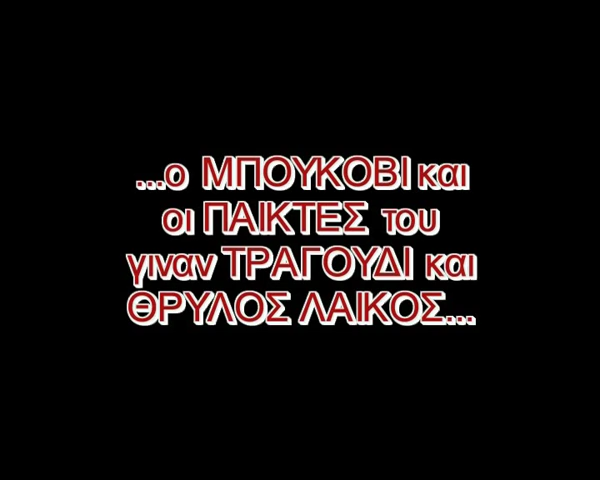 ...ο ΜΠΟΥΚΟΒΙ και
οι ΠΑΙΚΤΕΣ του
γιναν ΤΡΑΓΟΥΔΙ και
ΘΡΥΛΟΣ ΛΑΙΚΟΣ...